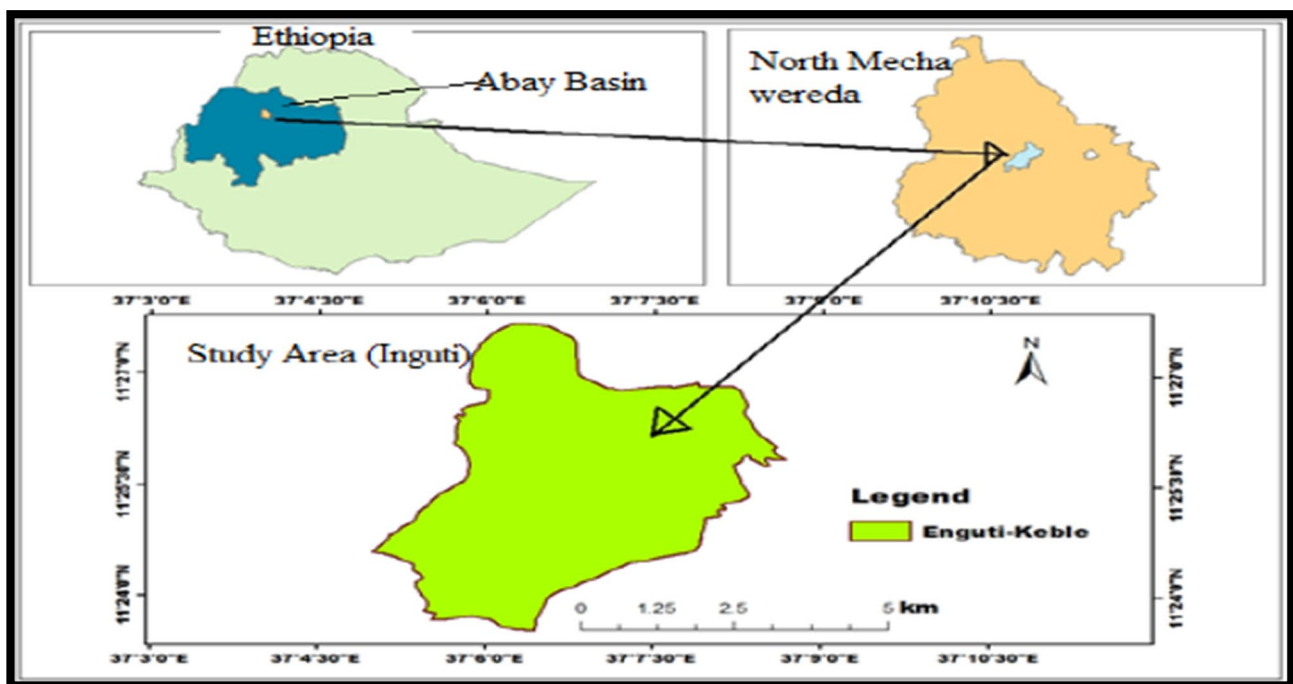 Ethiopia
Abay Basin
North Mecha
wereda
37°3'0"E 37°4'30"E 37°6'0"E 37°7'30"E 37°9'0"E 37°10'30"E
Study Area (Inguti)
N
11°27'0"N
11°27'0"N
11°25'30"N
11°25'30"N
Legend
Enguti-Keble
11°24'0"N
11°24'0"N
0 1.25 2.5 5 km
37°3'0"E 37°4'30"E 37°6'0"E 37°7'30"E 37°9'0"E 37°10'30"E